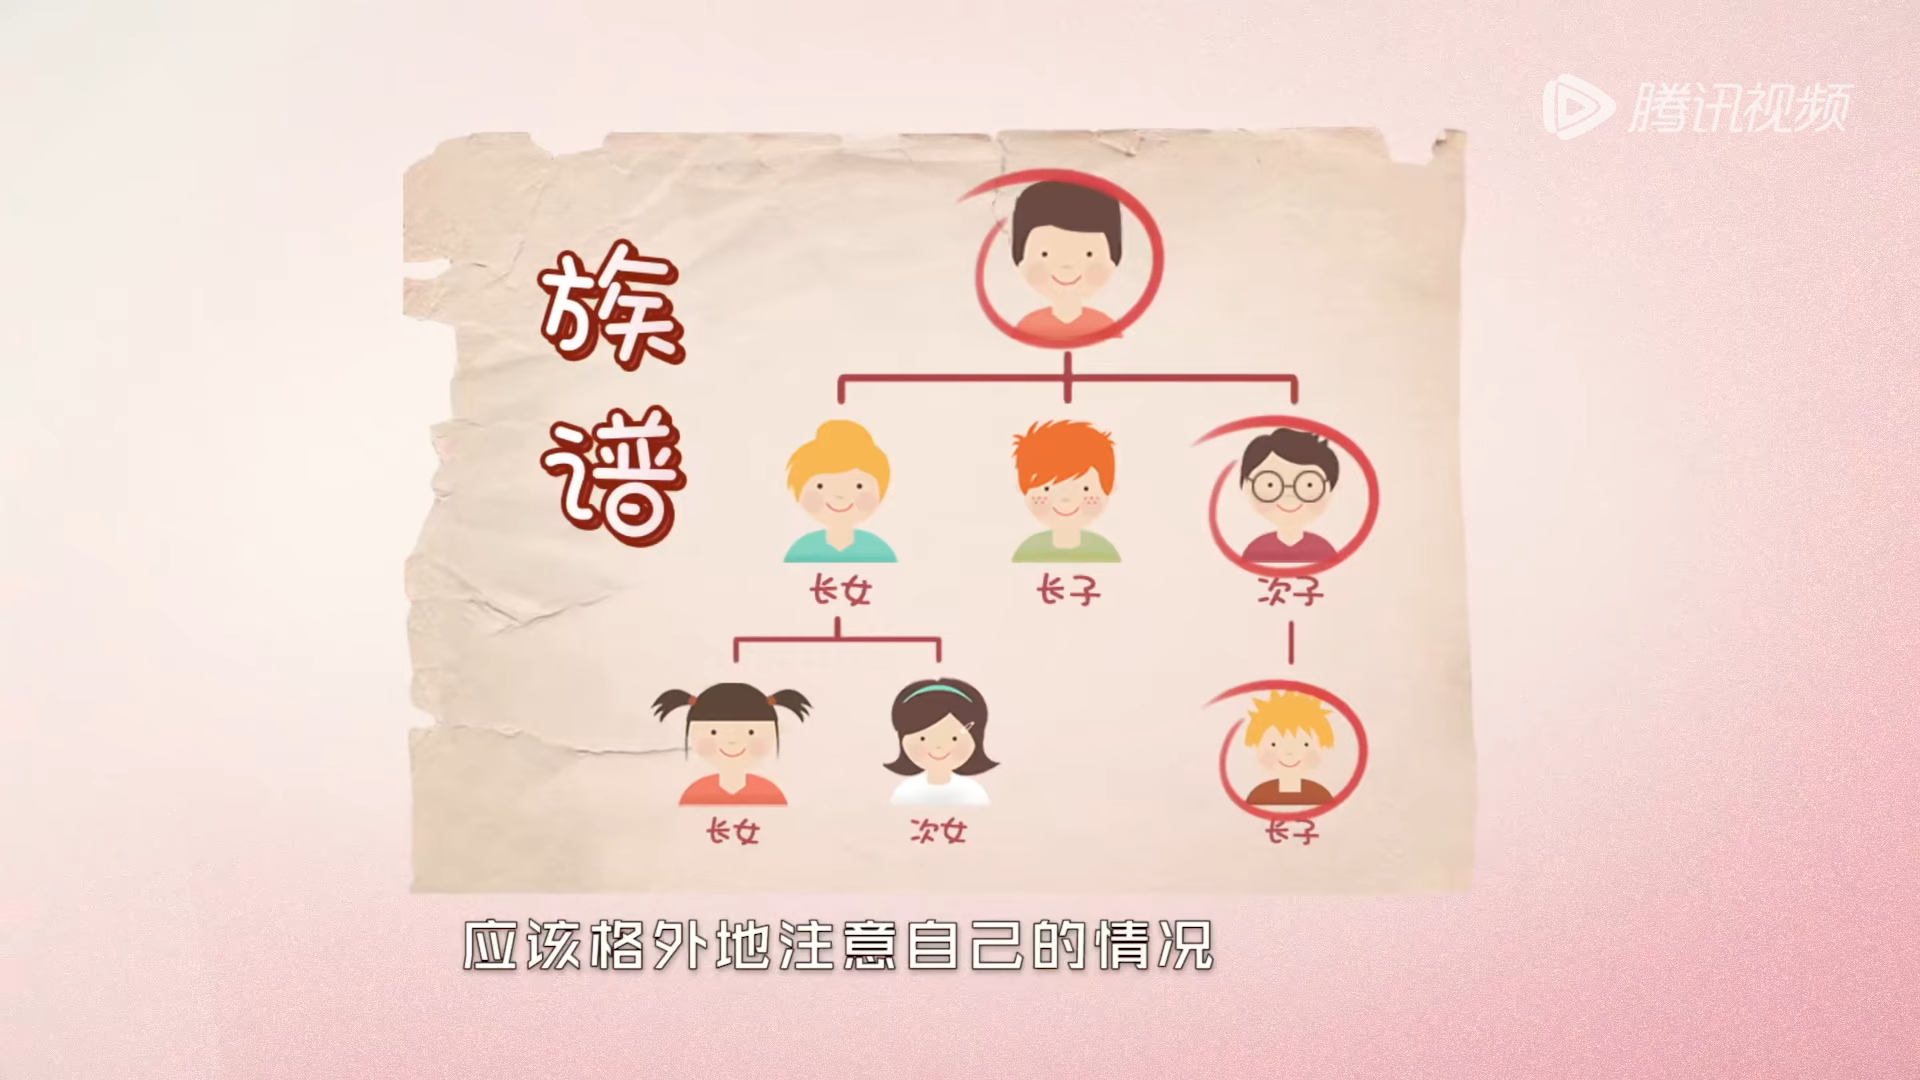 腾讯视频
族
谱
长女
长子
次子
长女
次女
长子
应该格外地注意自己的情况